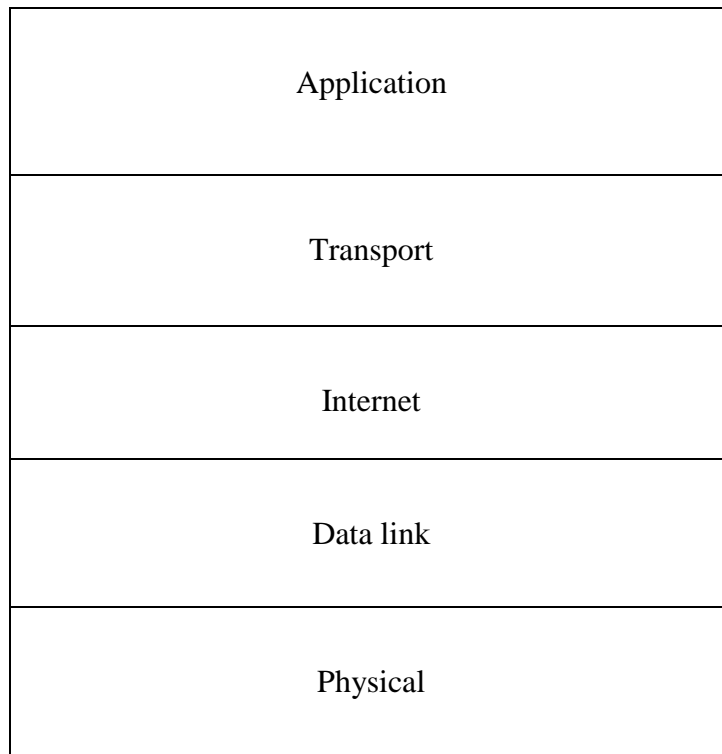 Application
Transport
Internet
Data link
Physical